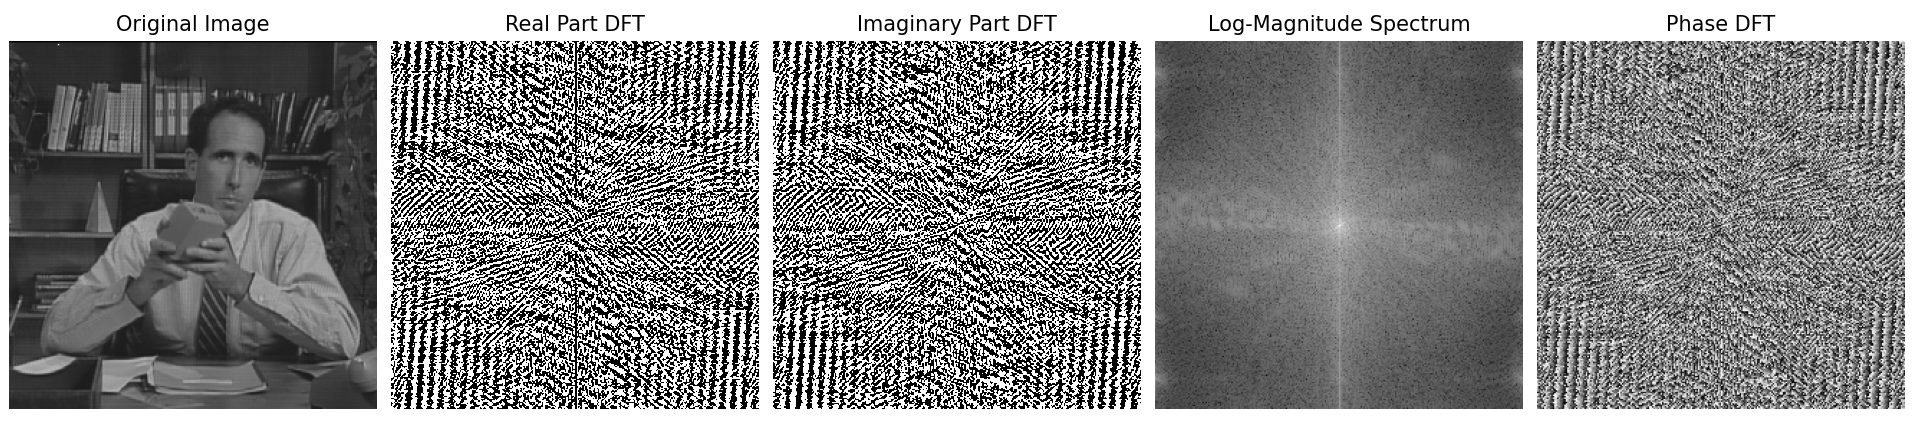 Original Image
Real Part DFT
Imaginary Part DFT
Log-Magnitude Spectrum
Phase DFT